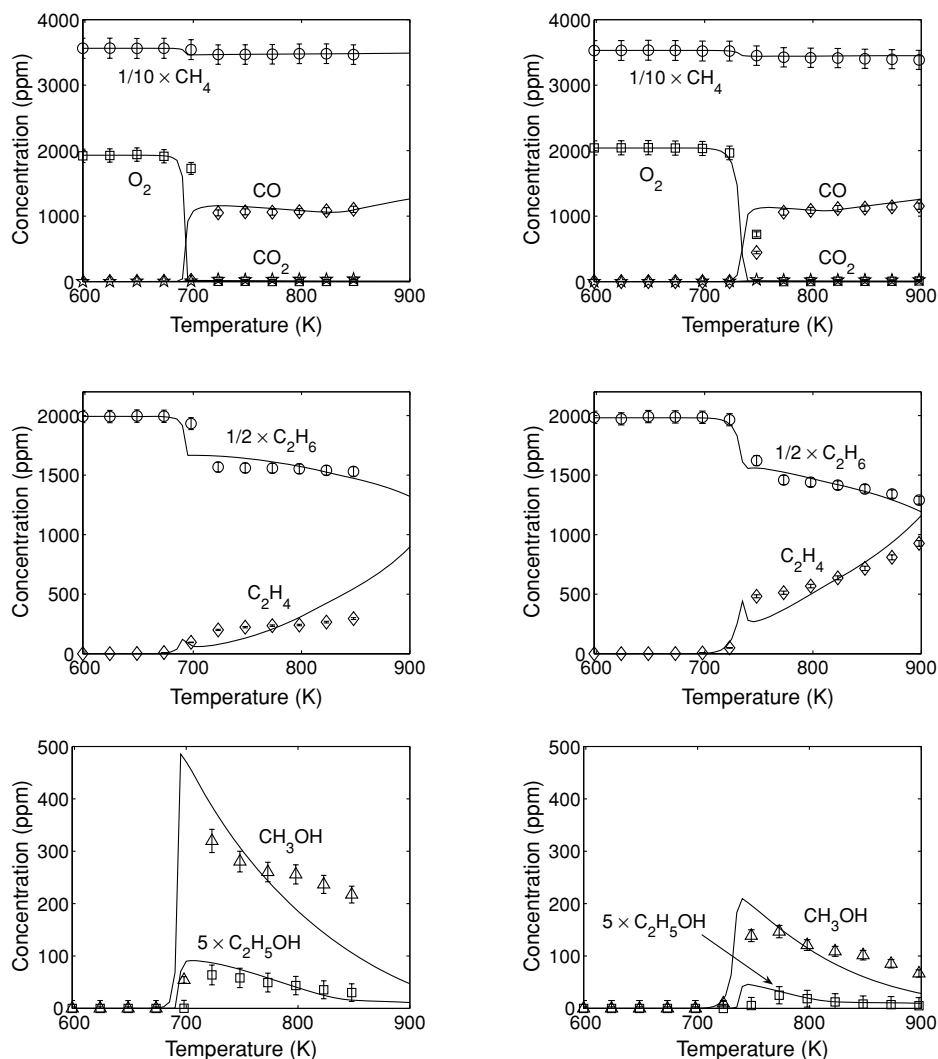 4000
3000
2000
1000
0
600
700
800
900
Concentration (ppm)
Temperature (K)
1/10 × CH4
O2
CO
CO2
4000
3000
2000
1000
0
600
700
800
900
Concentration (ppm)
Temperature (K)
1/10 × CH4
O2
CO
CO2
2000
1500
1000
500
0
600
700
800
900
Concentration (ppm)
Temperature (K)
1/2 × C2H6
C2H4
2000
1500
1000
500
0
600
700
800
900
Concentration (ppm)
Temperature (K)
1/2 × C2H6
C2H4
500
400
300
200
100
0
600
700
800
900
Concentration (ppm)
Temperature (K)
CH3OH
5 × C2H5OH
500
400
300
200
100
0
600
700
800
900
Concentration (ppm)
Temperature (K)
5 × C2H5OH
CH3OH